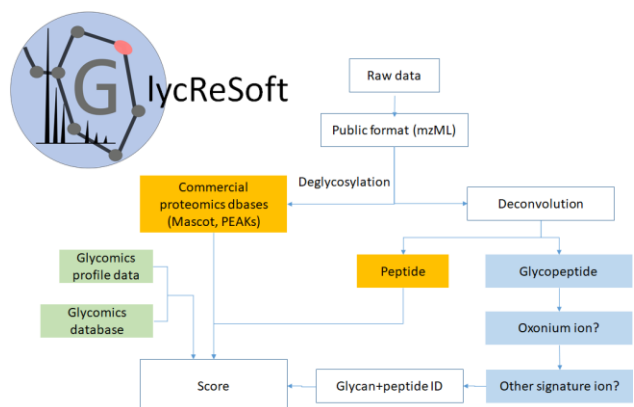 G
lycReSoft
Raw data
Public format (mzML)
Deglycosylation
Commercial
proteomics dbases
(Mascot, PEAKs)
Deconvolution
Glycomics
profile data
Peptide
Glycopeptide
Glycomics
database
Oxonium ion?
Score
Glycan+peptide ID
Other signature ion?